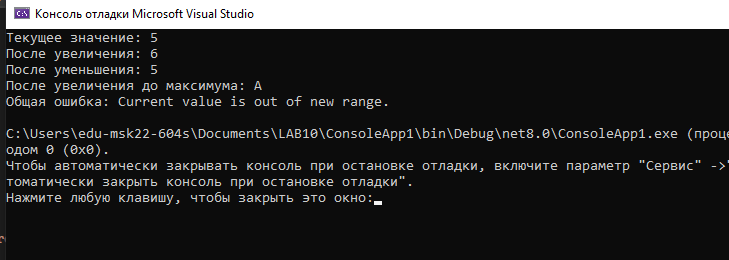 Консоль отладки Microsoft Visual Studio
Текущее значение: 5
После увеличения: 6
После уменьшения: 5
После увеличения до максимума: A
Общая ошибка: Current value is out of new range.
C:\Users\edu-msk22-604s\Documents\LAB10\ConsoleApp1\bin\Debug\net8.0\ConsoleApp1.exe (проце
одом 0 (0x0).
Чтобы автоматически закрывать консоль при остановке отладки, включите параметр "Сервис" ->"
томатически закрыть консоль при остановке отладки".
Нажмите любую клавишу, чтобы закрыть это окно: